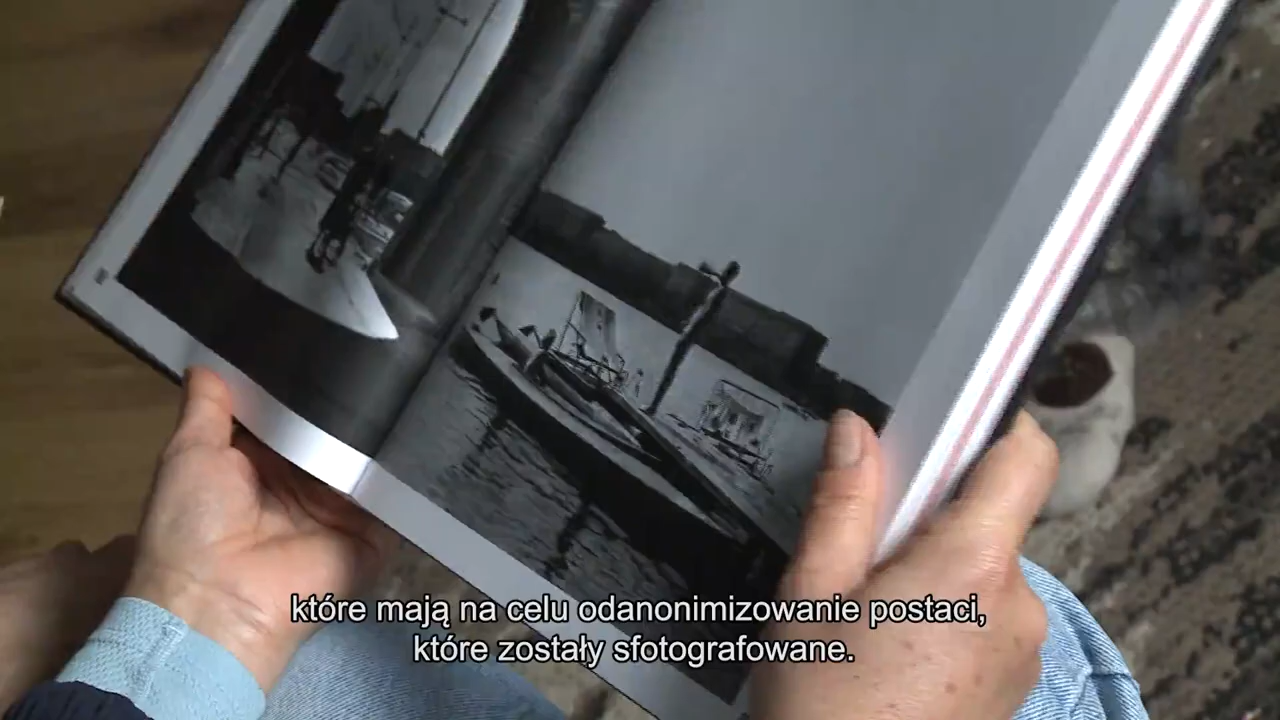 które mają na celu odanonimizowanie postaci,
które zostały sfotografowane.